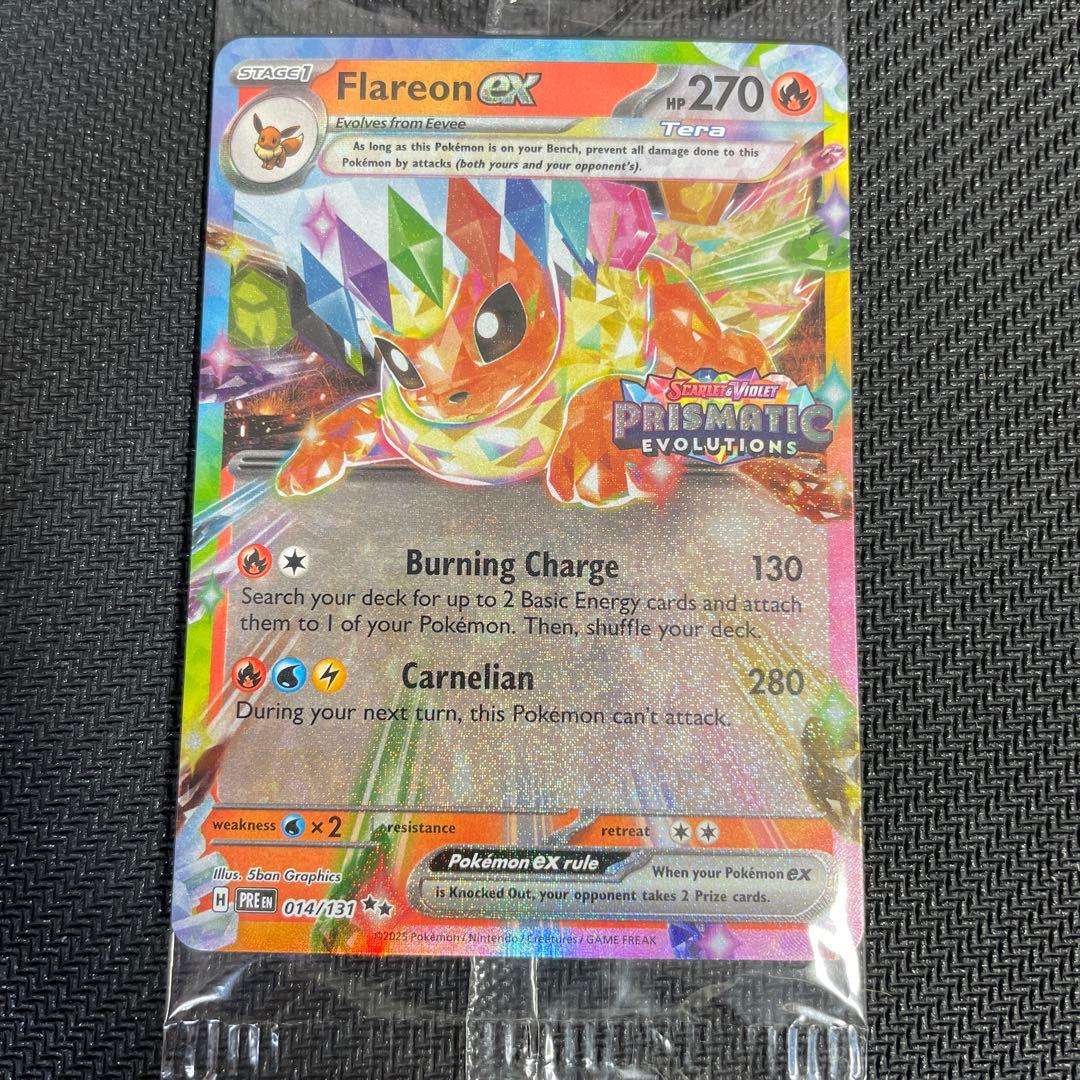 STAGE1
Flareon ex
HP 270
Evolves from Eevee
Tera
As long as this Pokémon is on your Bench, prevent all damage done to this
Pokémon by attacks (both yours and your opponent's).
SCARLET & VIOLET
PRISMATIC
EVOLUTIONS
Burning Charge 130
Search your deck for up to 2 Basic Energy cards and attach
them to 1 of your Pokémon. Then, shuffle your deck.
Carnelian 280
During your next turn, this Pokémon can't attack.
weakness ×2 resistance retreat
Illus. 5ban Graphics
Pokémon ex rule
When your Pokémon ex
is Knocked Out, your opponent takes 2 Prize cards.
H PRE EN 014/131
©2025 Pokémon / Nintendo / Creatures / GAME FREAK